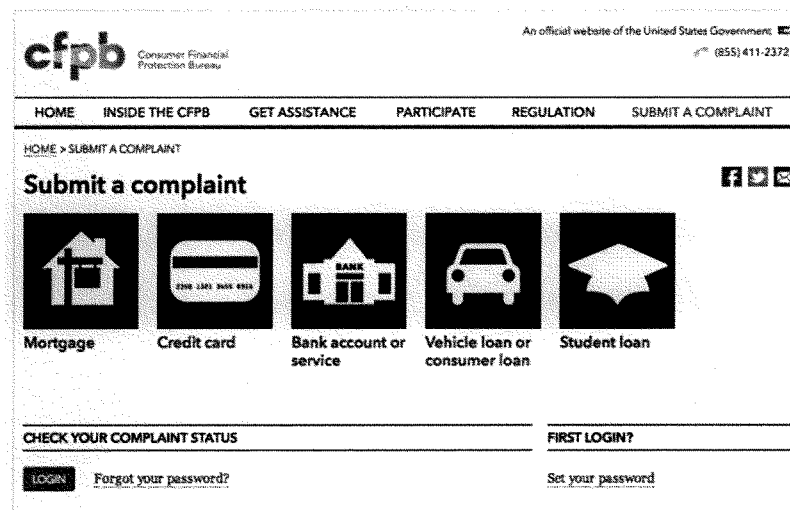 An official website of the United States Government
cfpb Consumer Financial
Protection Bureau
(855) 411-2372
HOME INSIDE THE CFPB GET ASSISTANCE PARTICIPATE REGULATION SUBMIT A COMPLAINT
HOME > SUBMIT A COMPLAINT
Submit a complaint
BANK
Mortgage Credit card Bank account or service Vehicle loan or consumer loan Student loan
CHECK YOUR COMPLAINT STATUS FIRST LOGIN?
LOGIN Forgot your password? Set your password